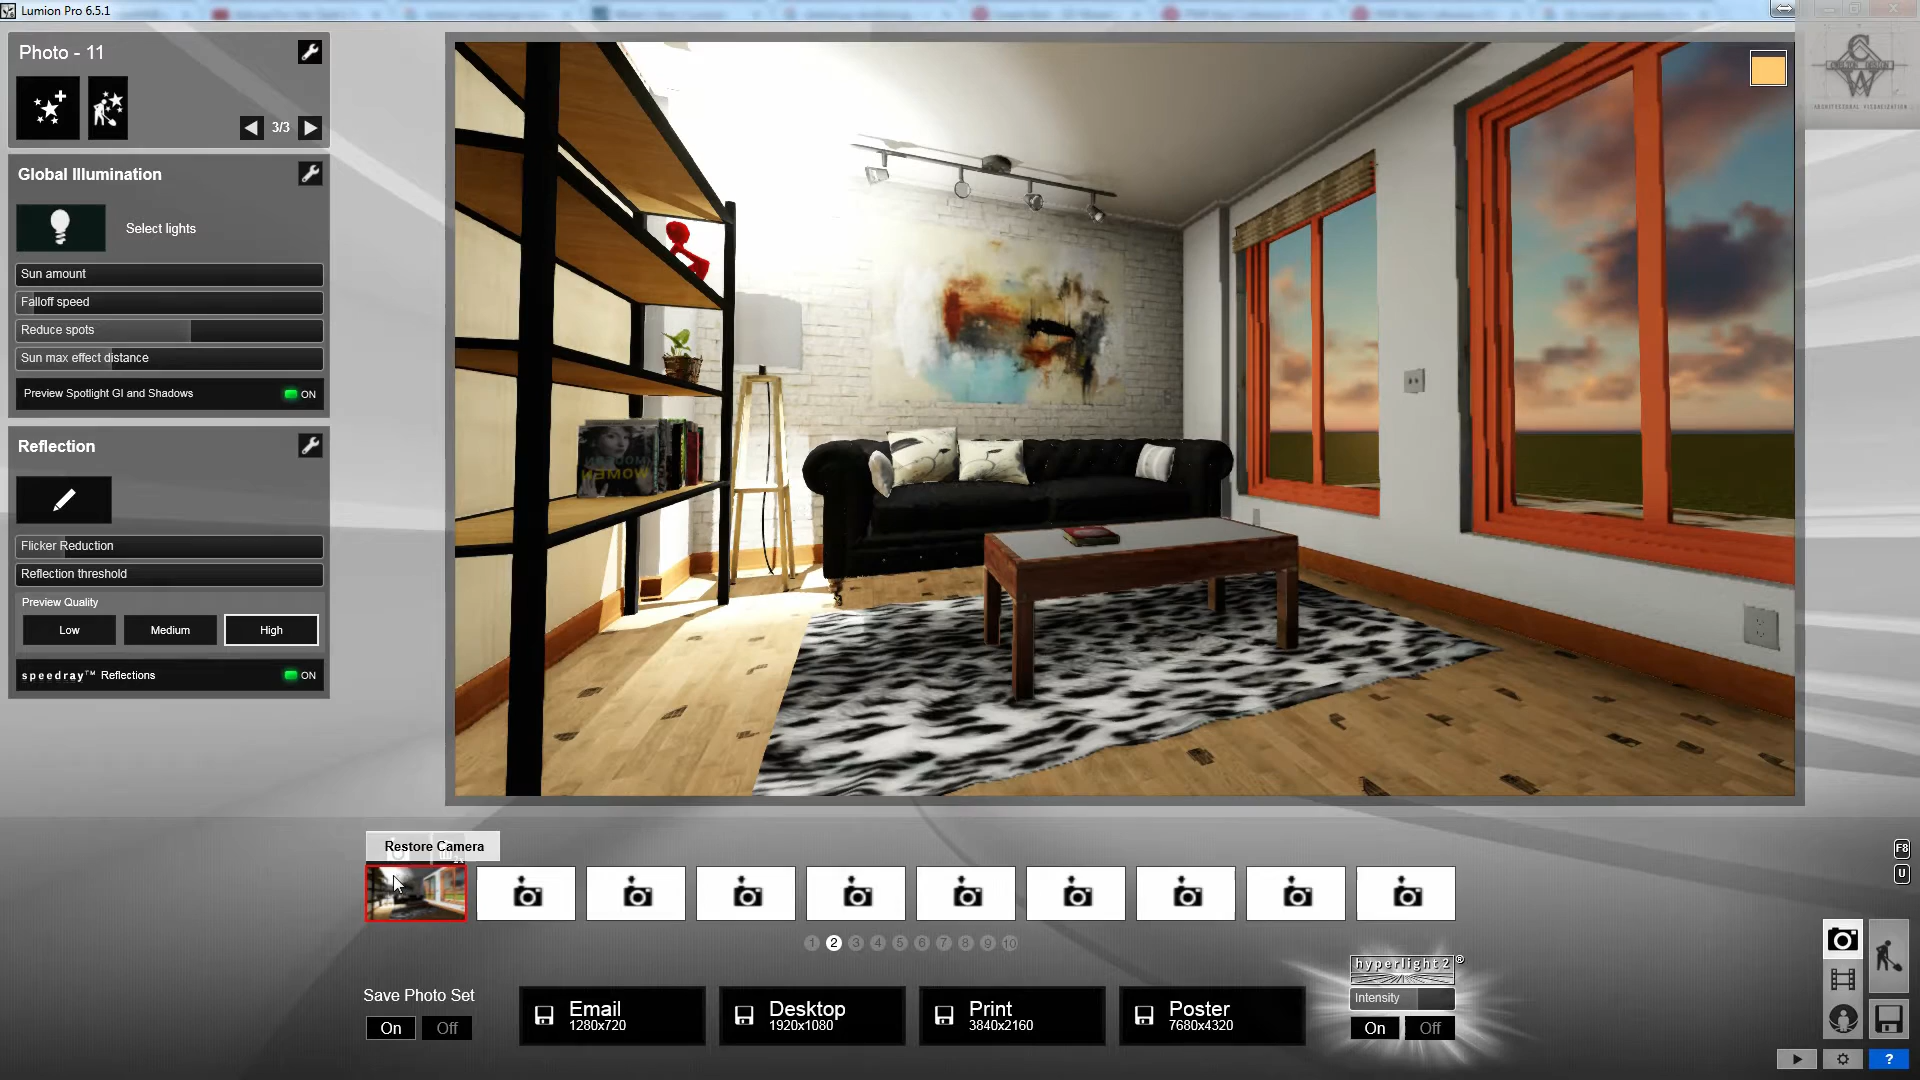 Lumion Pro 6.5.1
Photo - 11
3/3
Global Illumination
Select lights
Sun amount
Falloff speed
Reduce spots
Sun max effect distance
Preview Spotlight GI and Shadows
ON
Reflection
Flicker Reduction
Reflection threshold
Preview Quality
Low Medium High
speedray™ Reflections
ON
ARCHITECTURAL VISUALIZATION
WOMEN
Restore Camera
F8
U
1 2 3 4 5 6 7 8 9 10
Save Photo Set
On Off
Email
1280x720
Desktop
1920x1080
Print
3840x2160
Poster
7680x4320
hyperlight2®
Intensity
On Off
?